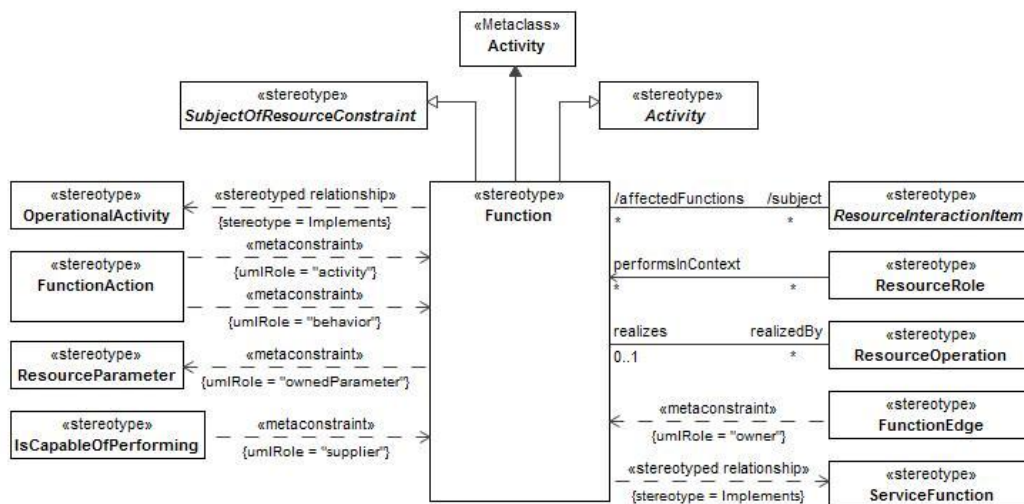 «Metaclass»
Activity
«stereotype»
SubjectOfResourceConstraint
«stereotype»
Activity
«stereotype»
OperationalActivity
«stereotyped relationship»
{stereotype = Implements}
«stereotype»
FunctionAction
«metaconstraint»
{umlRole = "activity"}
«metaconstraint»
{umlRole = "behavior"}
«stereotype»
ResourceParameter
«metaconstraint»
{umlRole = "ownedParameter"}
«stereotype»
IsCapableOfPerforming
«metaconstraint»
{umlRole = "supplier"}
«stereotype»
Function
/affectedFunctions /subject
* *
«stereotype»
ResourceInteractionItem
performsInContext
* *
«stereotype»
ResourceRole
realizes realizedBy
0..1 *
«stereotype»
ResourceOperation
«metaconstraint»
{umlRole = "owner"}
«stereotype»
FunctionEdge
«stereotyped relationship»
{stereotype = Implements}
«stereotype»
ServiceFunction